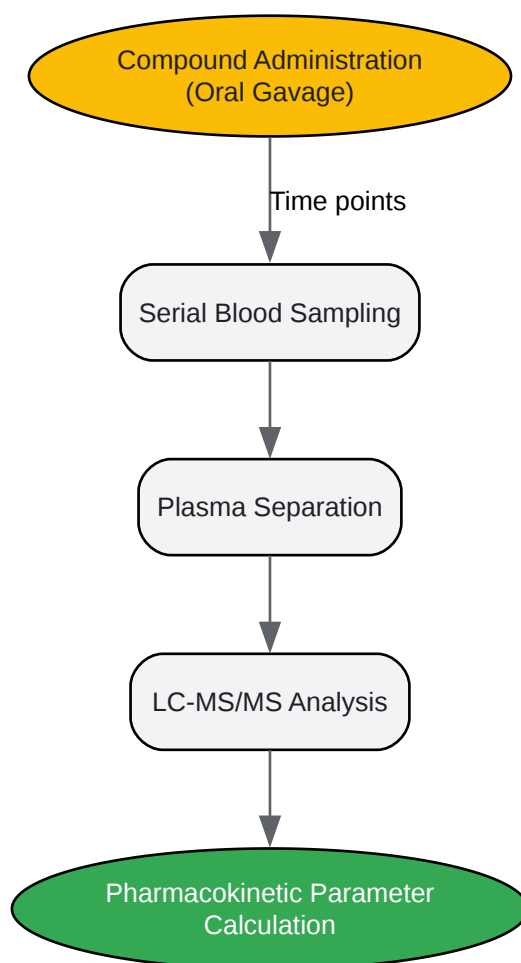 Compound Administration
(Oral Gavage)
Time points
Serial Blood Sampling
Plasma Separation
LC-MS/MS Analysis
Pharmacokinetic Parameter
Calculation